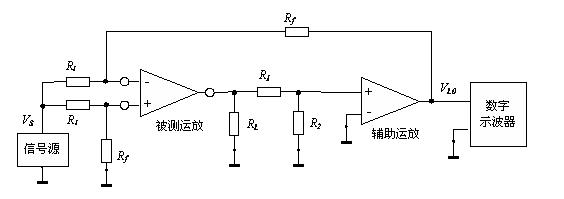 Rf
R1
-
+
R1
VS
信号源
Rf
被测运放
R1
RL
R2
+
-
辅助运放
VL0
数字
示波器